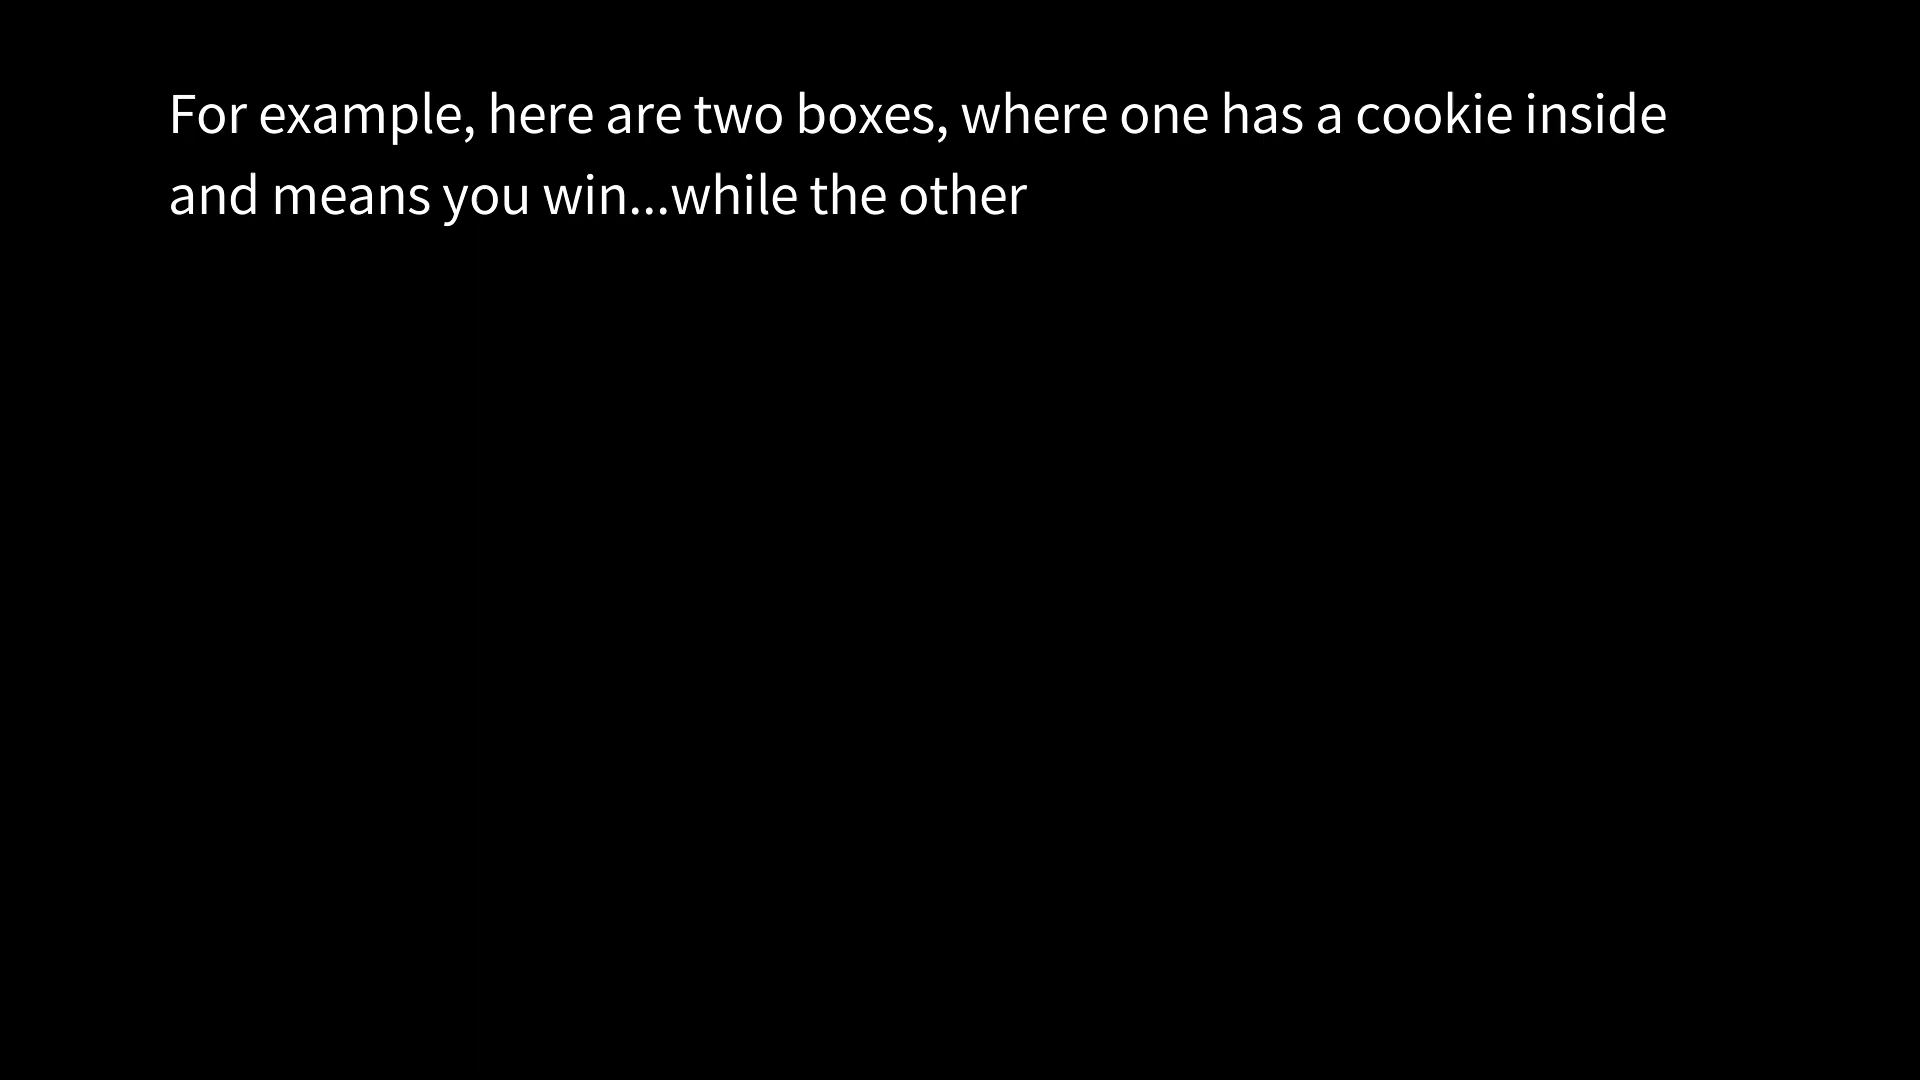 For example, here are two boxes, where one has a cookie inside
and means you win...while the other